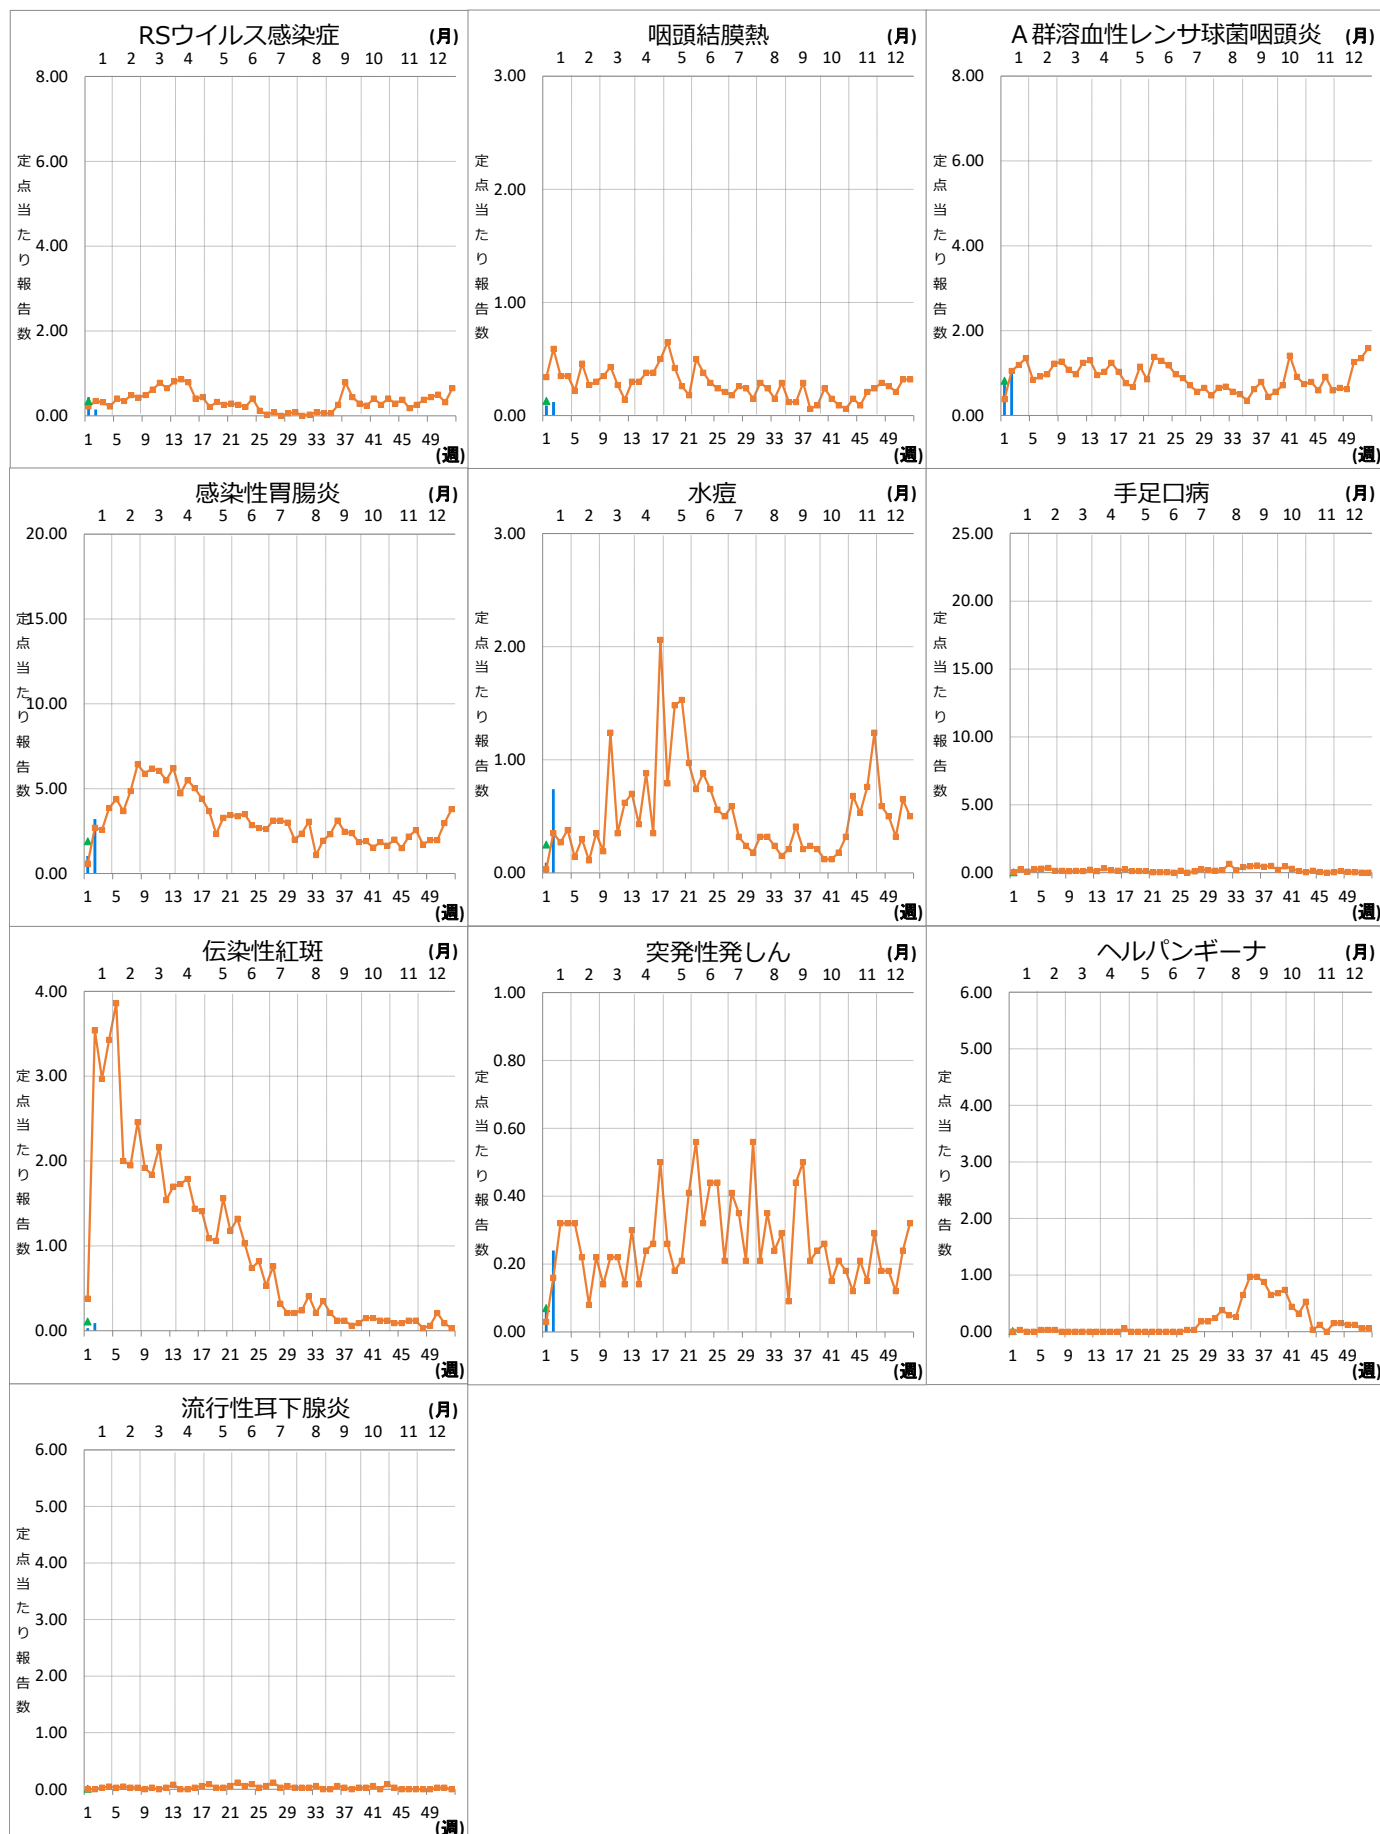 RSウイルス感染症 (月)
1 2 3 4 5 6 7 8 9 10 11 12
8.00
6.00
4.00
2.00
0.00
定点当たり報告数
1 5 9 13 17 21 25 29 33 37 41 45 49
(週)
咽頭結膜熱 (月)
1 2 3 4 5 6 7 8 9 10 11 12
3.00
2.00
1.00
0.00
定点当たり報告数
1 5 9 13 17 21 25 29 33 37 41 45 49
(週)
A群溶血性レンサ球菌咽頭炎 (月)
1 2 3 4 5 6 7 8 9 10 11 12
8.00
6.00
4.00
2.00
0.00
定点当たり報告数
1 5 9 13 17 21 25 29 33 37 41 45 49
(週)
感染性胃腸炎 (月)
1 2 3 4 5 6 7 8 9 10 11 12
20.00
15.00
10.00
5.00
0.00
定点当たり報告数
1 5 9 13 17 21 25 29 33 37 41 45 49
(週)
水痘 (月)
1 2 3 4 5 6 7 8 9 10 11 12
3.00
2.00
1.00
0.00
定点当たり報告数
1 5 9 13 17 21 25 29 33 37 41 45 49
(週)
手足口病 (月)
1 2 3 4 5 6 7 8 9 10 11 12
25.00
20.00
15.00
10.00
5.00
0.00
定点当たり報告数
1 5 9 13 17 21 25 29 33 37 41 45 49
(週)
伝染性紅斑 (月)
1 2 3 4 5 6 7 8 9 10 11 12
4.00
3.00
2.00
1.00
0.00
定点当たり報告数
1 5 9 13 17 21 25 29 33 37 41 45 49
(週)
突発性発しん (月)
1 2 3 4 5 6 7 8 9 10 11 12
1.00
0.80
0.60
0.40
0.20
0.00
定点当たり報告数
1 5 9 13 17 21 25 29 33 37 41 45 49
(週)
ヘルパンギーナ (月)
1 2 3 4 5 6 7 8 9 10 11 12
6.00
5.00
4.00
3.00
2.00
1.00
0.00
定点当たり報告数
1 5 9 13 17 21 25 29 33 37 41 45 49
(週)
流行性耳下腺炎 (月)
1 2 3 4 5 6 7 8 9 10 11 12
6.00
5.00
4.00
3.00
2.00
1.00
0.00
定点当たり報告数
1 5 9 13 17 21 25 29 33 37 41 45 49
(週)